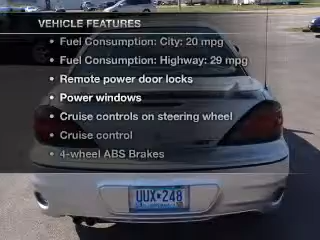 VEHICLE FEATURES
• Fuel Consumption: City: 20 mpg
• Fuel Consumption: Highway: 29 mpg
• Remote power door locks
• Power windows
• Cruise controls on steering wheel
• Cruise control
• 4-wheel ABS Brakes
UUX•248